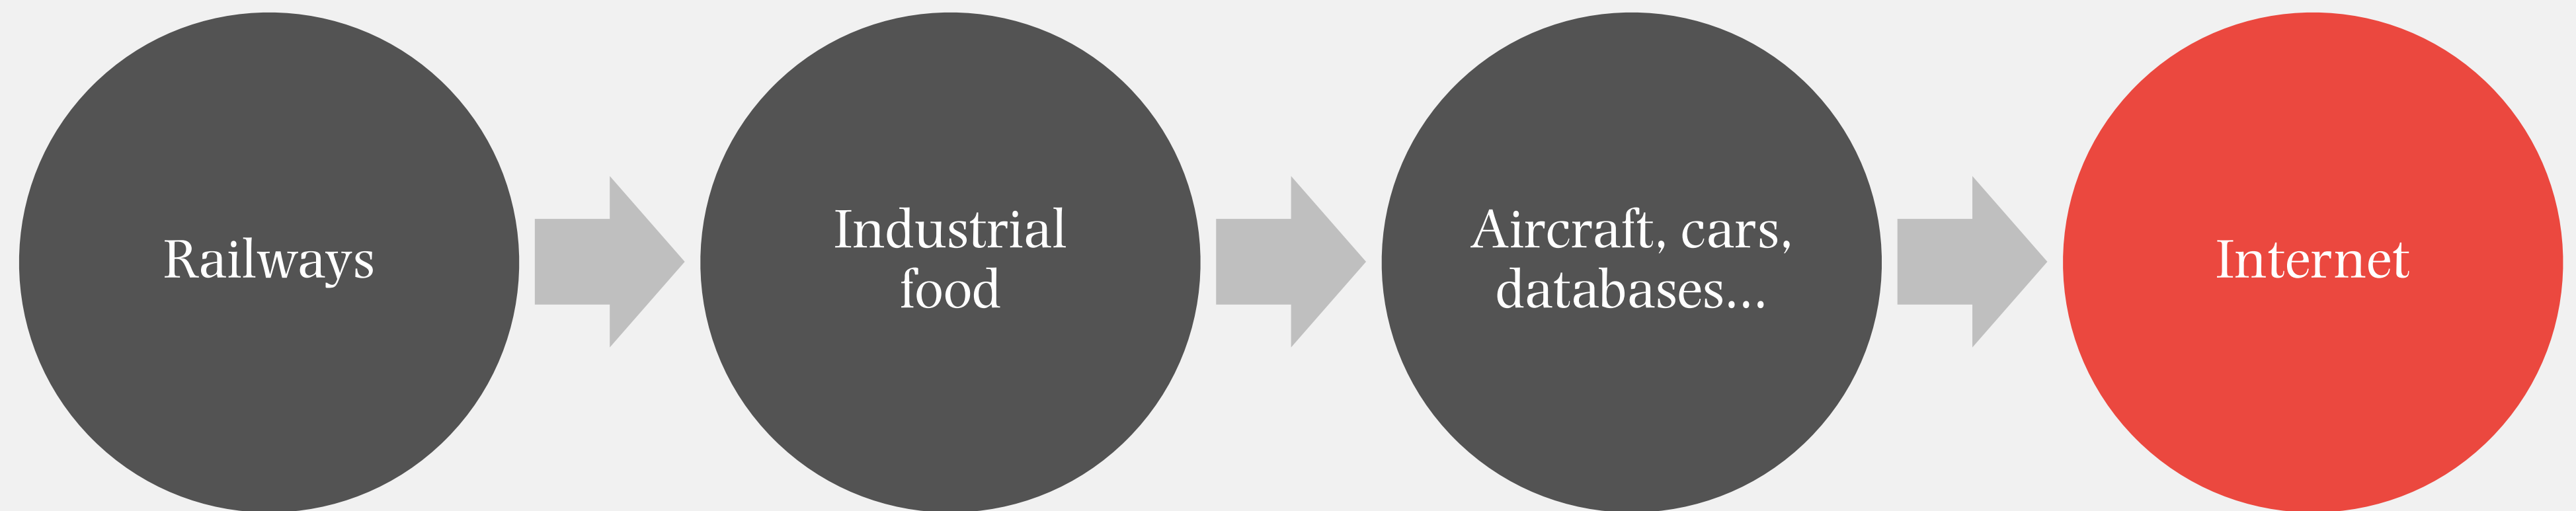 Railways
Industrial
food
Aircraft, cars,
databases...
Internet